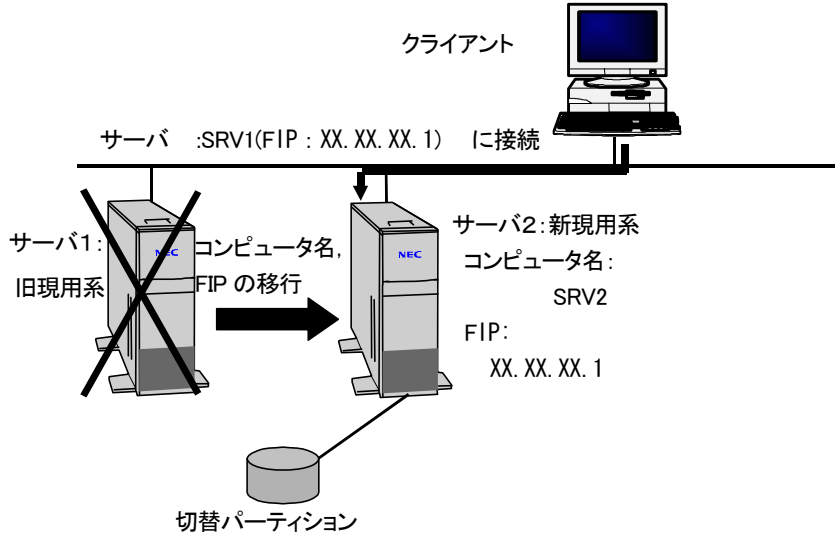 クライアント
サーバ :SRV1(FIP : XX. XX. XX. 1) に接続
サーバ1:
旧現用系
NEC
コンピュータ名,
FIP の移行
NEC
サーバ2:新現用系
コンピュータ名:
SRV2
FIP:
XX. XX. XX. 1
切替パーティション